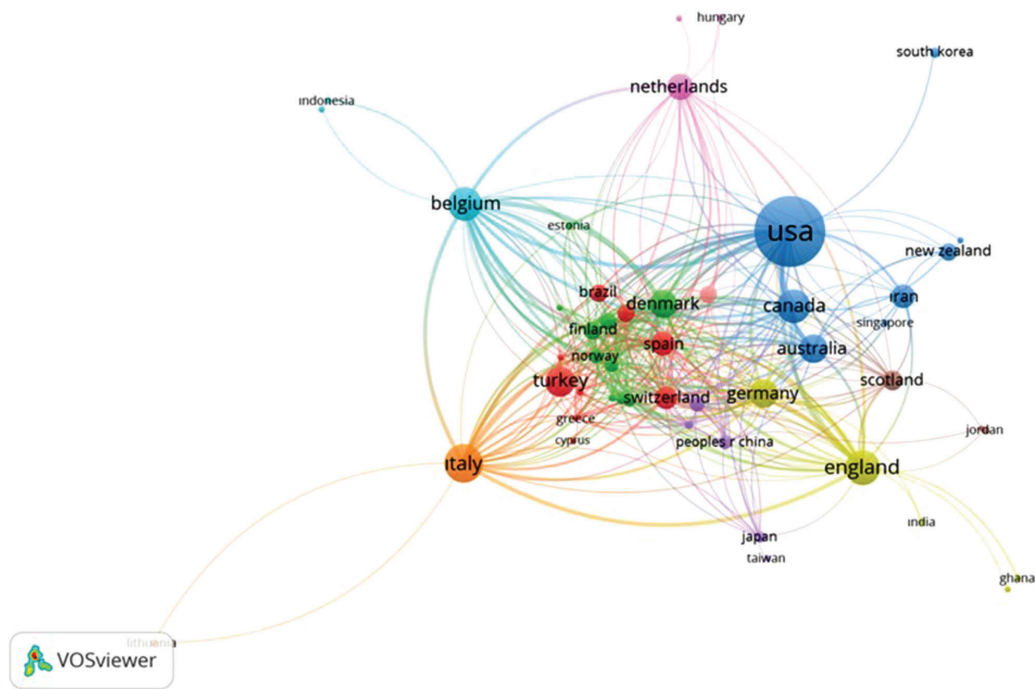 hungary
south korea
netherlands
ındonesia
belgium
estonia
usa
new zealand
brazil
denmark
canada
ıran
singapore
finland
spain
australia
norway
turkey
switzerland
germany
scotland
greece
cyprus
peoples r china
jordan
ıtaly
england
ındia
japan
taiwan
ghana
lithuania
VOSviewer